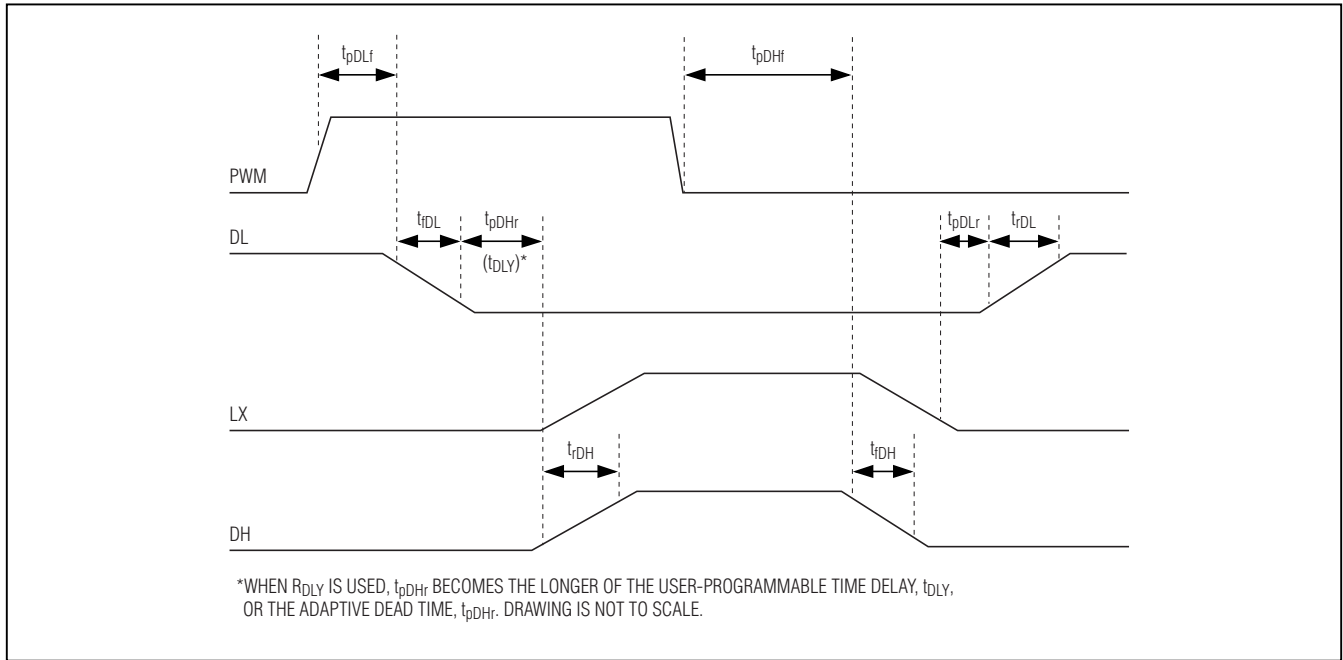 tpDLf
tpDHf
PWM
DL
tfDL
tpDHr
(tDLY)*
tpDLr
trDL
LX
trDH
tfDH
DH
*WHEN RDLY IS USED, tpDHr BECOMES THE LONGER OF THE USER-PROGRAMMABLE TIME DELAY, tDLY,
OR THE ADAPTIVE DEAD TIME, tpDHr. DRAWING IS NOT TO SCALE.